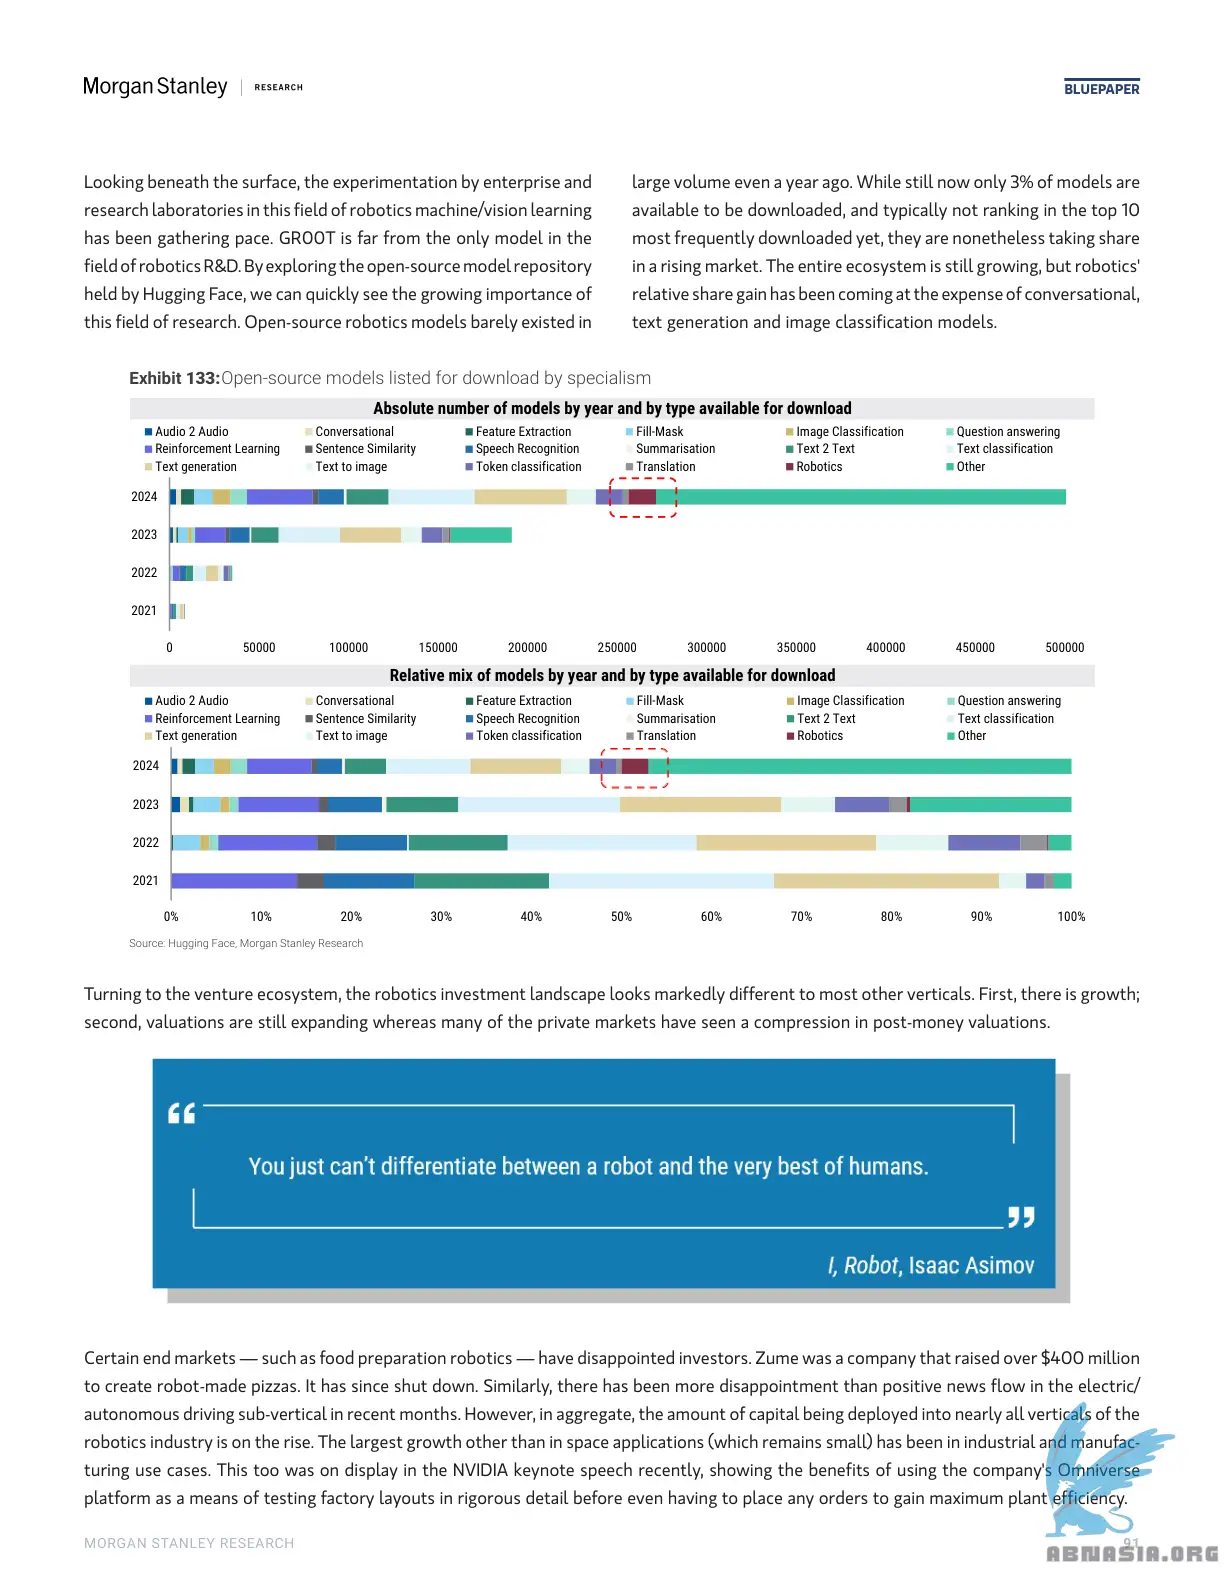 Morgan Stanley | RESEARCH
BLUEPAPER
Looking beneath the surface, the experimentation by enterprise and
research laboratories in this field of robotics machine/vision learning
has been gathering pace. GR00T is far from the only model in the
field of robotics R&D. By exploring the open-source model repository
held by Hugging Face, we can quickly see the growing importance of
this field of research. Open-source robotics models barely existed in
large volume even a year ago. While still now only 3% of models are
available to be downloaded, and typically not ranking in the top 10
most frequently downloaded yet, they are nonetheless taking share
in a rising market. The entire ecosystem is still growing, but robotics'
relative share gain has been coming at the expense of conversational,
text generation and image classification models.
Exhibit 133: Open-source models listed for download by specialism
Absolute number of models by year and by type available for download
Audio 2 Audio Conversational Feature Extraction Fill-Mask Image Classification Question answering
Reinforcement Learning Sentence Similarity Speech Recognition Summarisation Text 2 Text Text classification
Text generation Text to image Token classification Translation Robotics Other
2024
2023
2022
2021
0 50000 100000 150000 200000 250000 300000 350000 400000 450000 500000
Relative mix of models by year and by type available for download
Audio 2 Audio Conversational Feature Extraction Fill-Mask Image Classification Question answering
Reinforcement Learning Sentence Similarity Speech Recognition Summarisation Text 2 Text Text classification
Text generation Text to image Token classification Translation Robotics Other
2024
2023
2022
2021
0% 10% 20% 30% 40% 50% 60% 70% 80% 90% 100%
Source: Hugging Face, Morgan Stanley Research
Turning to the venture ecosystem, the robotics investment landscape looks markedly different to most other verticals. First, there is growth;
second, valuations are still expanding whereas many of the private markets have seen a compression in post-money valuations.
“
You just can’t differentiate between a robot and the very best of humans.
”
I, Robot, Isaac Asimov
Certain end markets — such as food preparation robotics — have disappointed investors. Zume was a company that raised over $400 million
to create robot-made pizzas. It has since shut down. Similarly, there has been more disappointment than positive news flow in the electric/
autonomous driving sub-vertical in recent months. However, in aggregate, the amount of capital being deployed into nearly all verticals of the
robotics industry is on the rise. The largest growth other than in space applications (which remains small) has been in industrial and manufac-
turing use cases. This too was on display in the NVIDIA keynote speech recently, showing the benefits of using the company's Omniverse
platform as a means of testing factory layouts in rigorous detail before even having to place any orders to gain maximum plant efficiency.
MORGAN STANLEY RESEARCH
91
ABNASIA.ORG